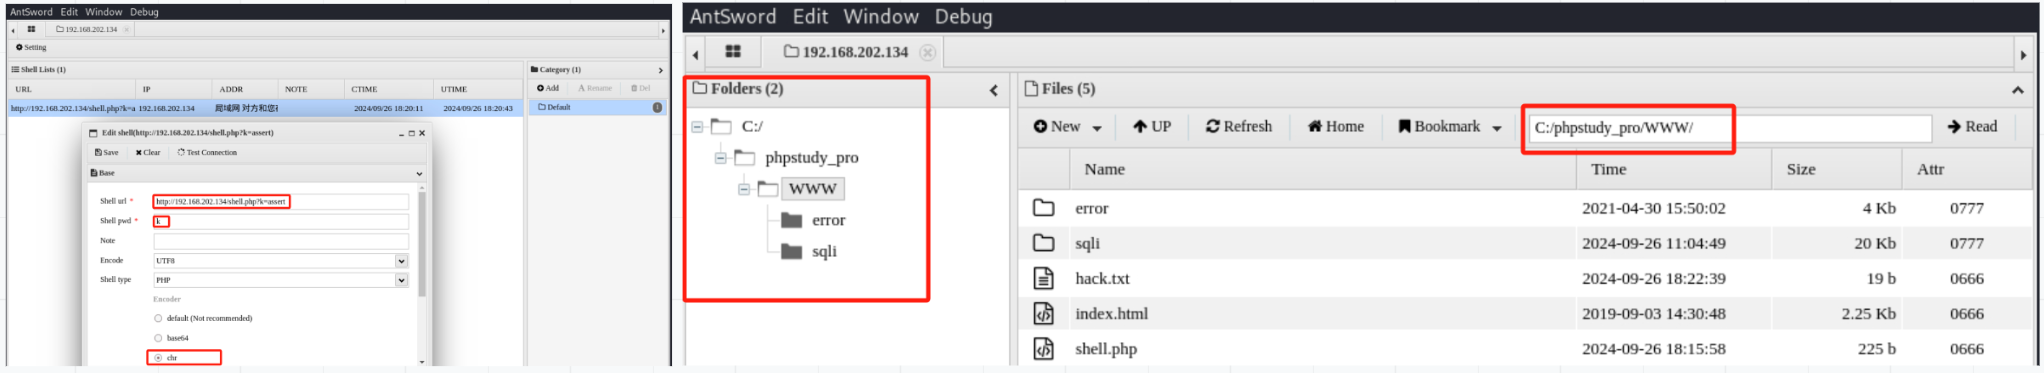 AntSword Edit Window Debug
192.168.202.134
Setting
Shell Lists (1)
URL IP ADDR NOTE CTIME UTIME
http://192.168.202.134/shell.php?k=a 192.168.202.134 局域网 对方和您 2024/09/26 18:20:11 2024/09/26 18:20:43
Category (1)
Add Rename Del
Default 1
Edit shell(http://192.168.202.134/shell.php?k=assert)
Save Clear Test Connection
Base
Shell url * http://192.168.202.134/shell.php?k=assert
Shell pwd * k
Note
Encode UTF8
Shell type PHP
Encoder
default (Not recommended)
base64
chr
AntSword Edit Window Debug
192.168.202.134
Folders (2)
C:/
phpstudy_pro
WWW
error
sqli
Files (5)
New UP Refresh Home Bookmark C:/phpstudy_pro/WWW/ Read
Name Time Size Attr
error 2021-04-30 15:50:02 4 Kb 0777
sqli 2024-09-26 11:04:49 20 Kb 0777
hack.txt 2024-09-26 18:22:39 19 b 0666
index.html 2019-09-03 14:30:48 2.25 Kb 0666
shell.php 2024-09-26 18:15:58 225 b 0666